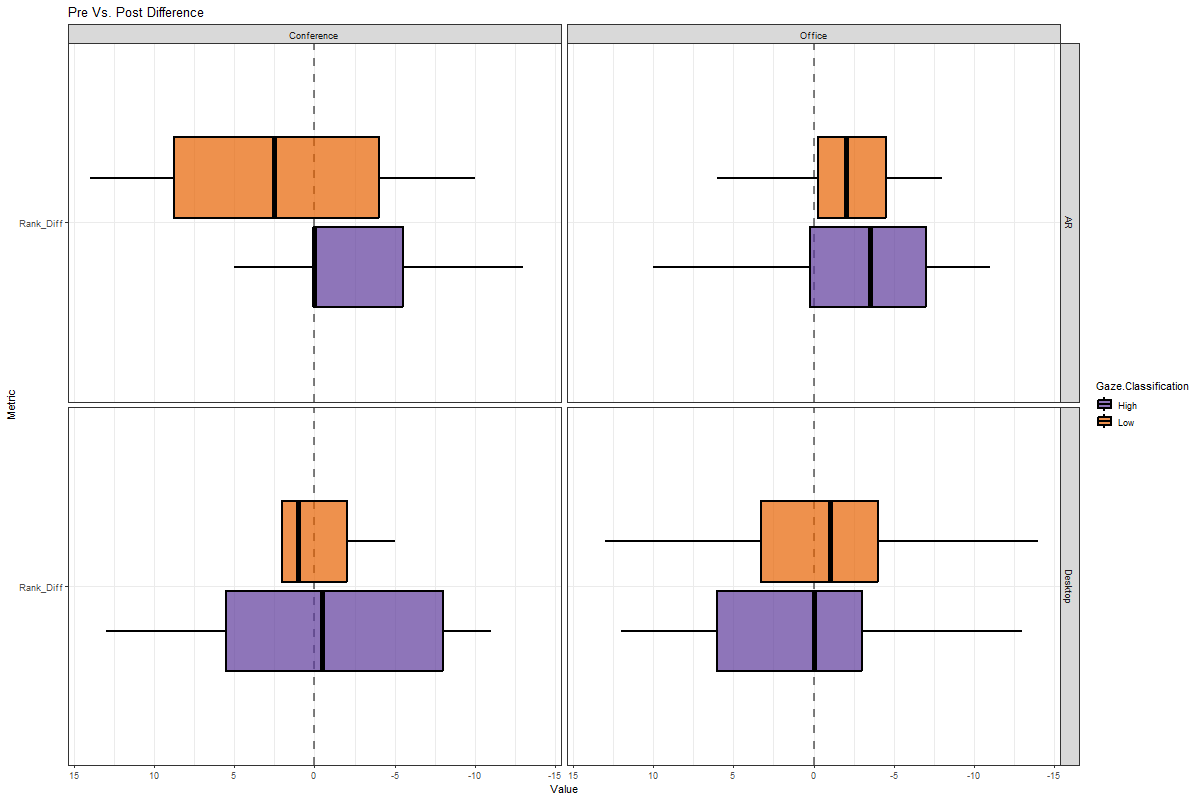 Pre Vs. Post Difference
Conference
Office
Rank_Diff
AR
Metric
Gaze.Classification
High
Low
Rank_Diff
Desktop
15 10 5 0 -5 -10 -15 15 10 5 0 -5 -10 -15
Value